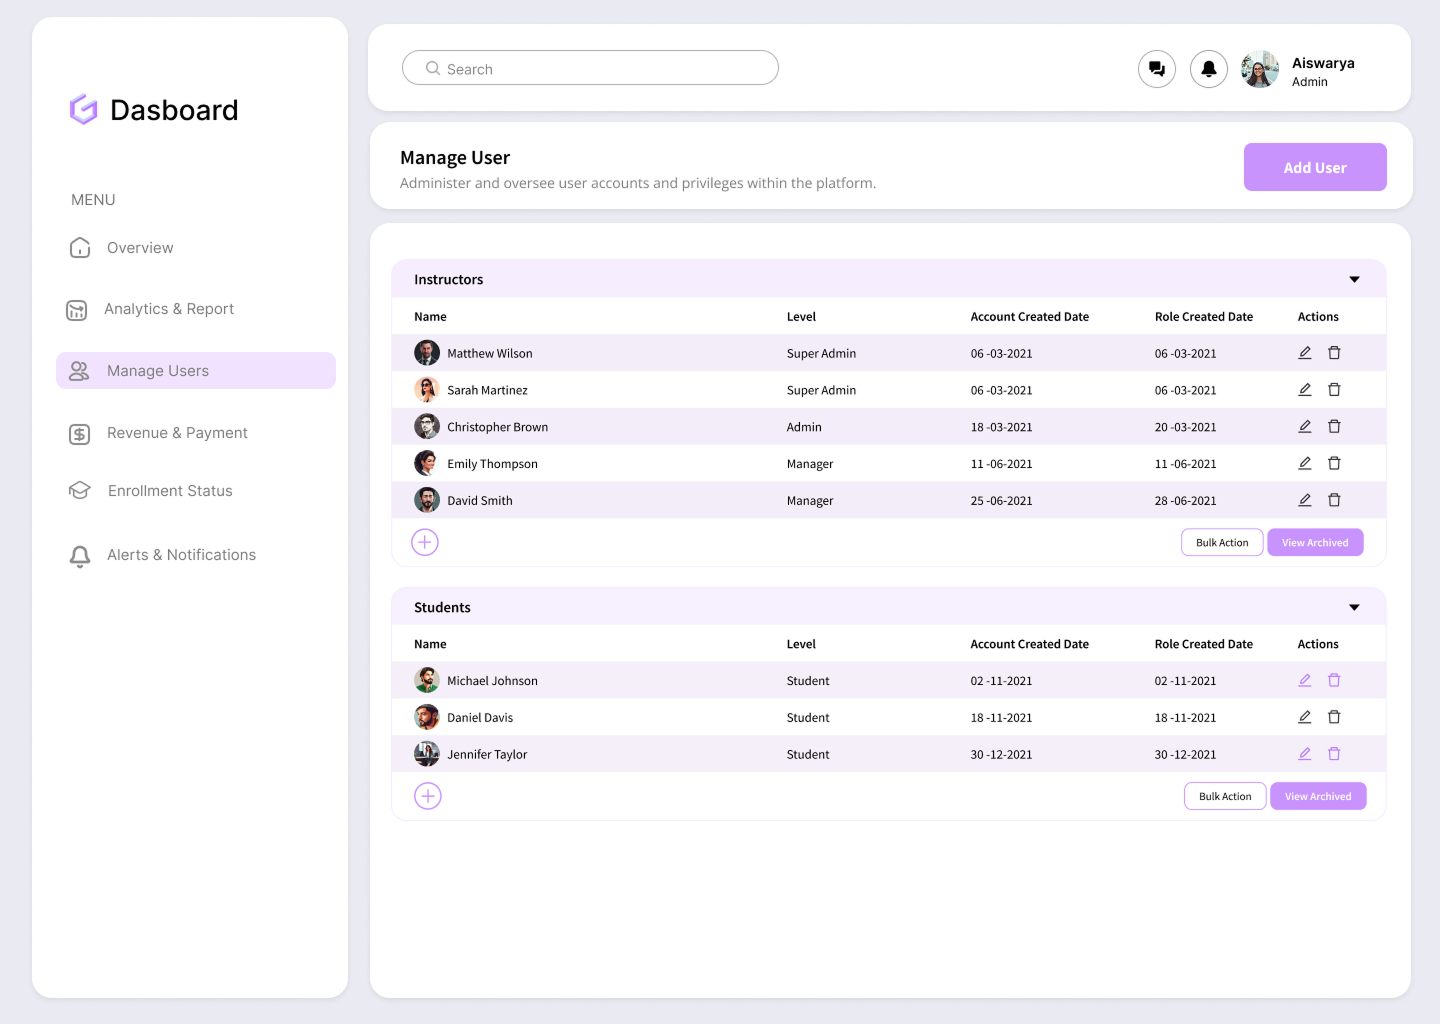 Dasboard
MENU
Overview
Analytics & Report
Manage Users
Revenue & Payment
Enrollment Status
Alerts & Notifications
Search
Aiswarya
Admin
Manage User
Administer and oversee user accounts and privileges within the platform.
Add User
Instructors
Name Level Account Created Date Role Created Date Actions
Matthew Wilson Super Admin 06 -03-2021 06 -03-2021
Sarah Martinez Super Admin 06 -03-2021 06 -03-2021
Christopher Brown Admin 18 -03-2021 20 -03-2021
Emily Thompson Manager 11 -06-2021 11 -06-2021
David Smith Manager 25 -06-2021 28 -06-2021
Bulk Action View Archived
Students
Name Level Account Created Date Role Created Date Actions
Michael Johnson Student 02 -11-2021 02 -11-2021
Daniel Davis Student 18 -11-2021 18 -11-2021
Jennifer Taylor Student 30 -12-2021 30 -12-2021
Bulk Action View Archived